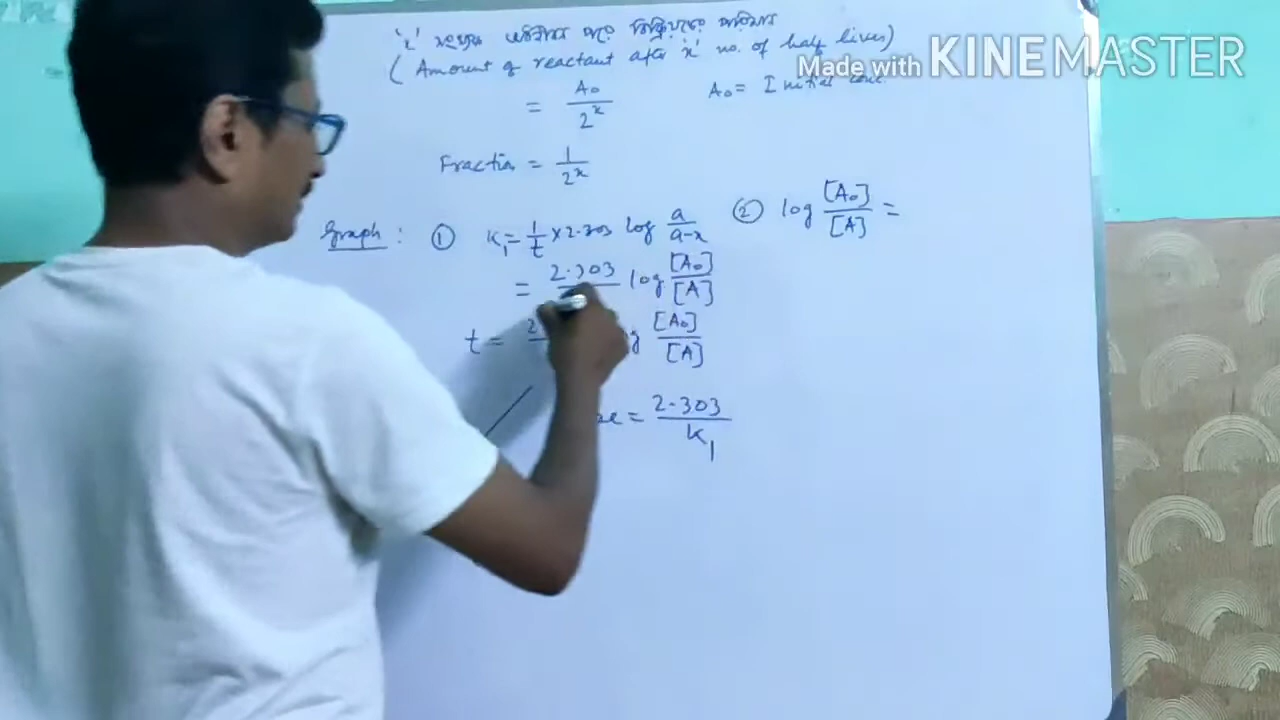 'x' সংখ্যক অর্ধায়ুর পরে বিক্রিয়কের পরিমাণ
( Amount of reactant after 'x' no. of half lives)
Made with KINEMASTER
= A₀ / 2ˣ A₀ = Initial conc.
Fraction = 1 / 2ˣ
Graph : ① K₁ = 1/t × 2.303 log a/a-x ② log [A₀]/[A] =
= 2.303 log [A₀]/[A]
t = 2 [A₀]/[A]
= 2.303 / K₁